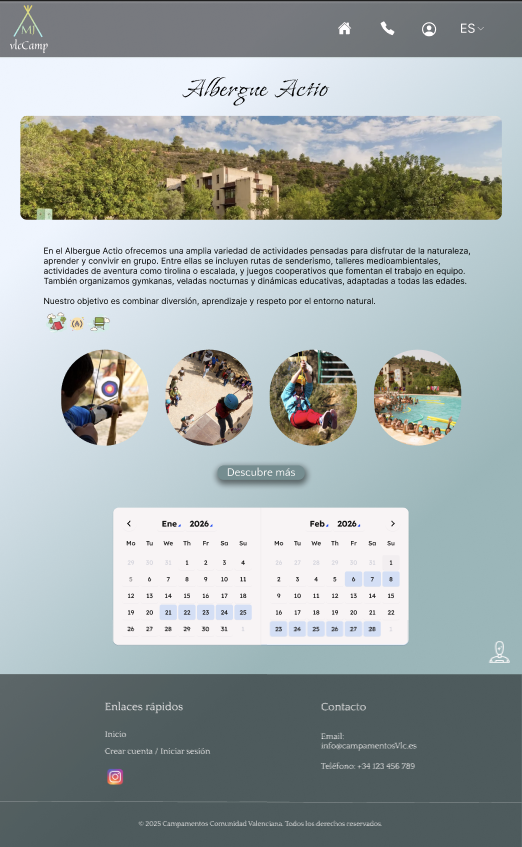 MI
vlcCamp
ES
Albergue Actio
En el Albergue Actio ofrecemos una amplia variedad de actividades pensadas para disfrutar de la naturaleza,
aprender y convivir en grupo. Entre ellas se incluyen rutas de senderismo, talleres medioambientales,
actividades de aventura como tirolina o escalada, y juegos cooperativos que fomentan el trabajo en equipo.
También organizamos gymkanas, veladas nocturnas y dinámicas educativas, adaptadas a todas las edades.
Nuestro objetivo es combinar diversión, aprendizaje y respeto por el entorno natural.
Descubre más
Ene 2026
Mo Tu We Th Fr Sa Su
29 30 31 1 2 3 4
5 6 7 8 9 10 11
12 13 14 15 16 17 18
19 20 21 22 23 24 25
26 27 28 29 30 31 1
Feb 2026
Mo Tu We Th Fr Sa Su
26 27 28 29 30 31 1
2 3 4 5 6 7 8
9 10 11 12 13 14 15
16 17 18 19 20 21 22
23 24 25 26 27 28 1
Enlaces rápidos
Inicio
Crear cuenta / Iniciar sesión
Contacto
Email:
info@campamentosVlc.es
Teléfono: +34 123 456 789
© 2025 Campamentos Comunidad Valenciana. Todos los derechos reservados.